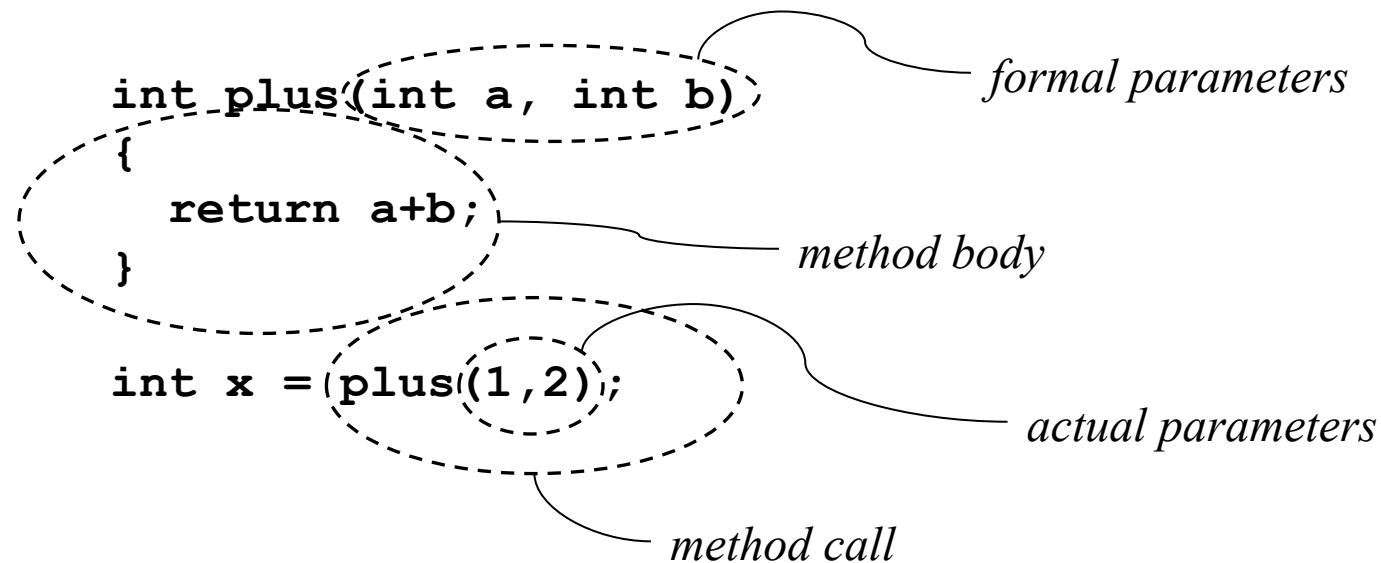 int plus(int a, int b)
formal parameters
{
return a+b;
method body
}
int x = plus(1,2);
actual parameters
method call